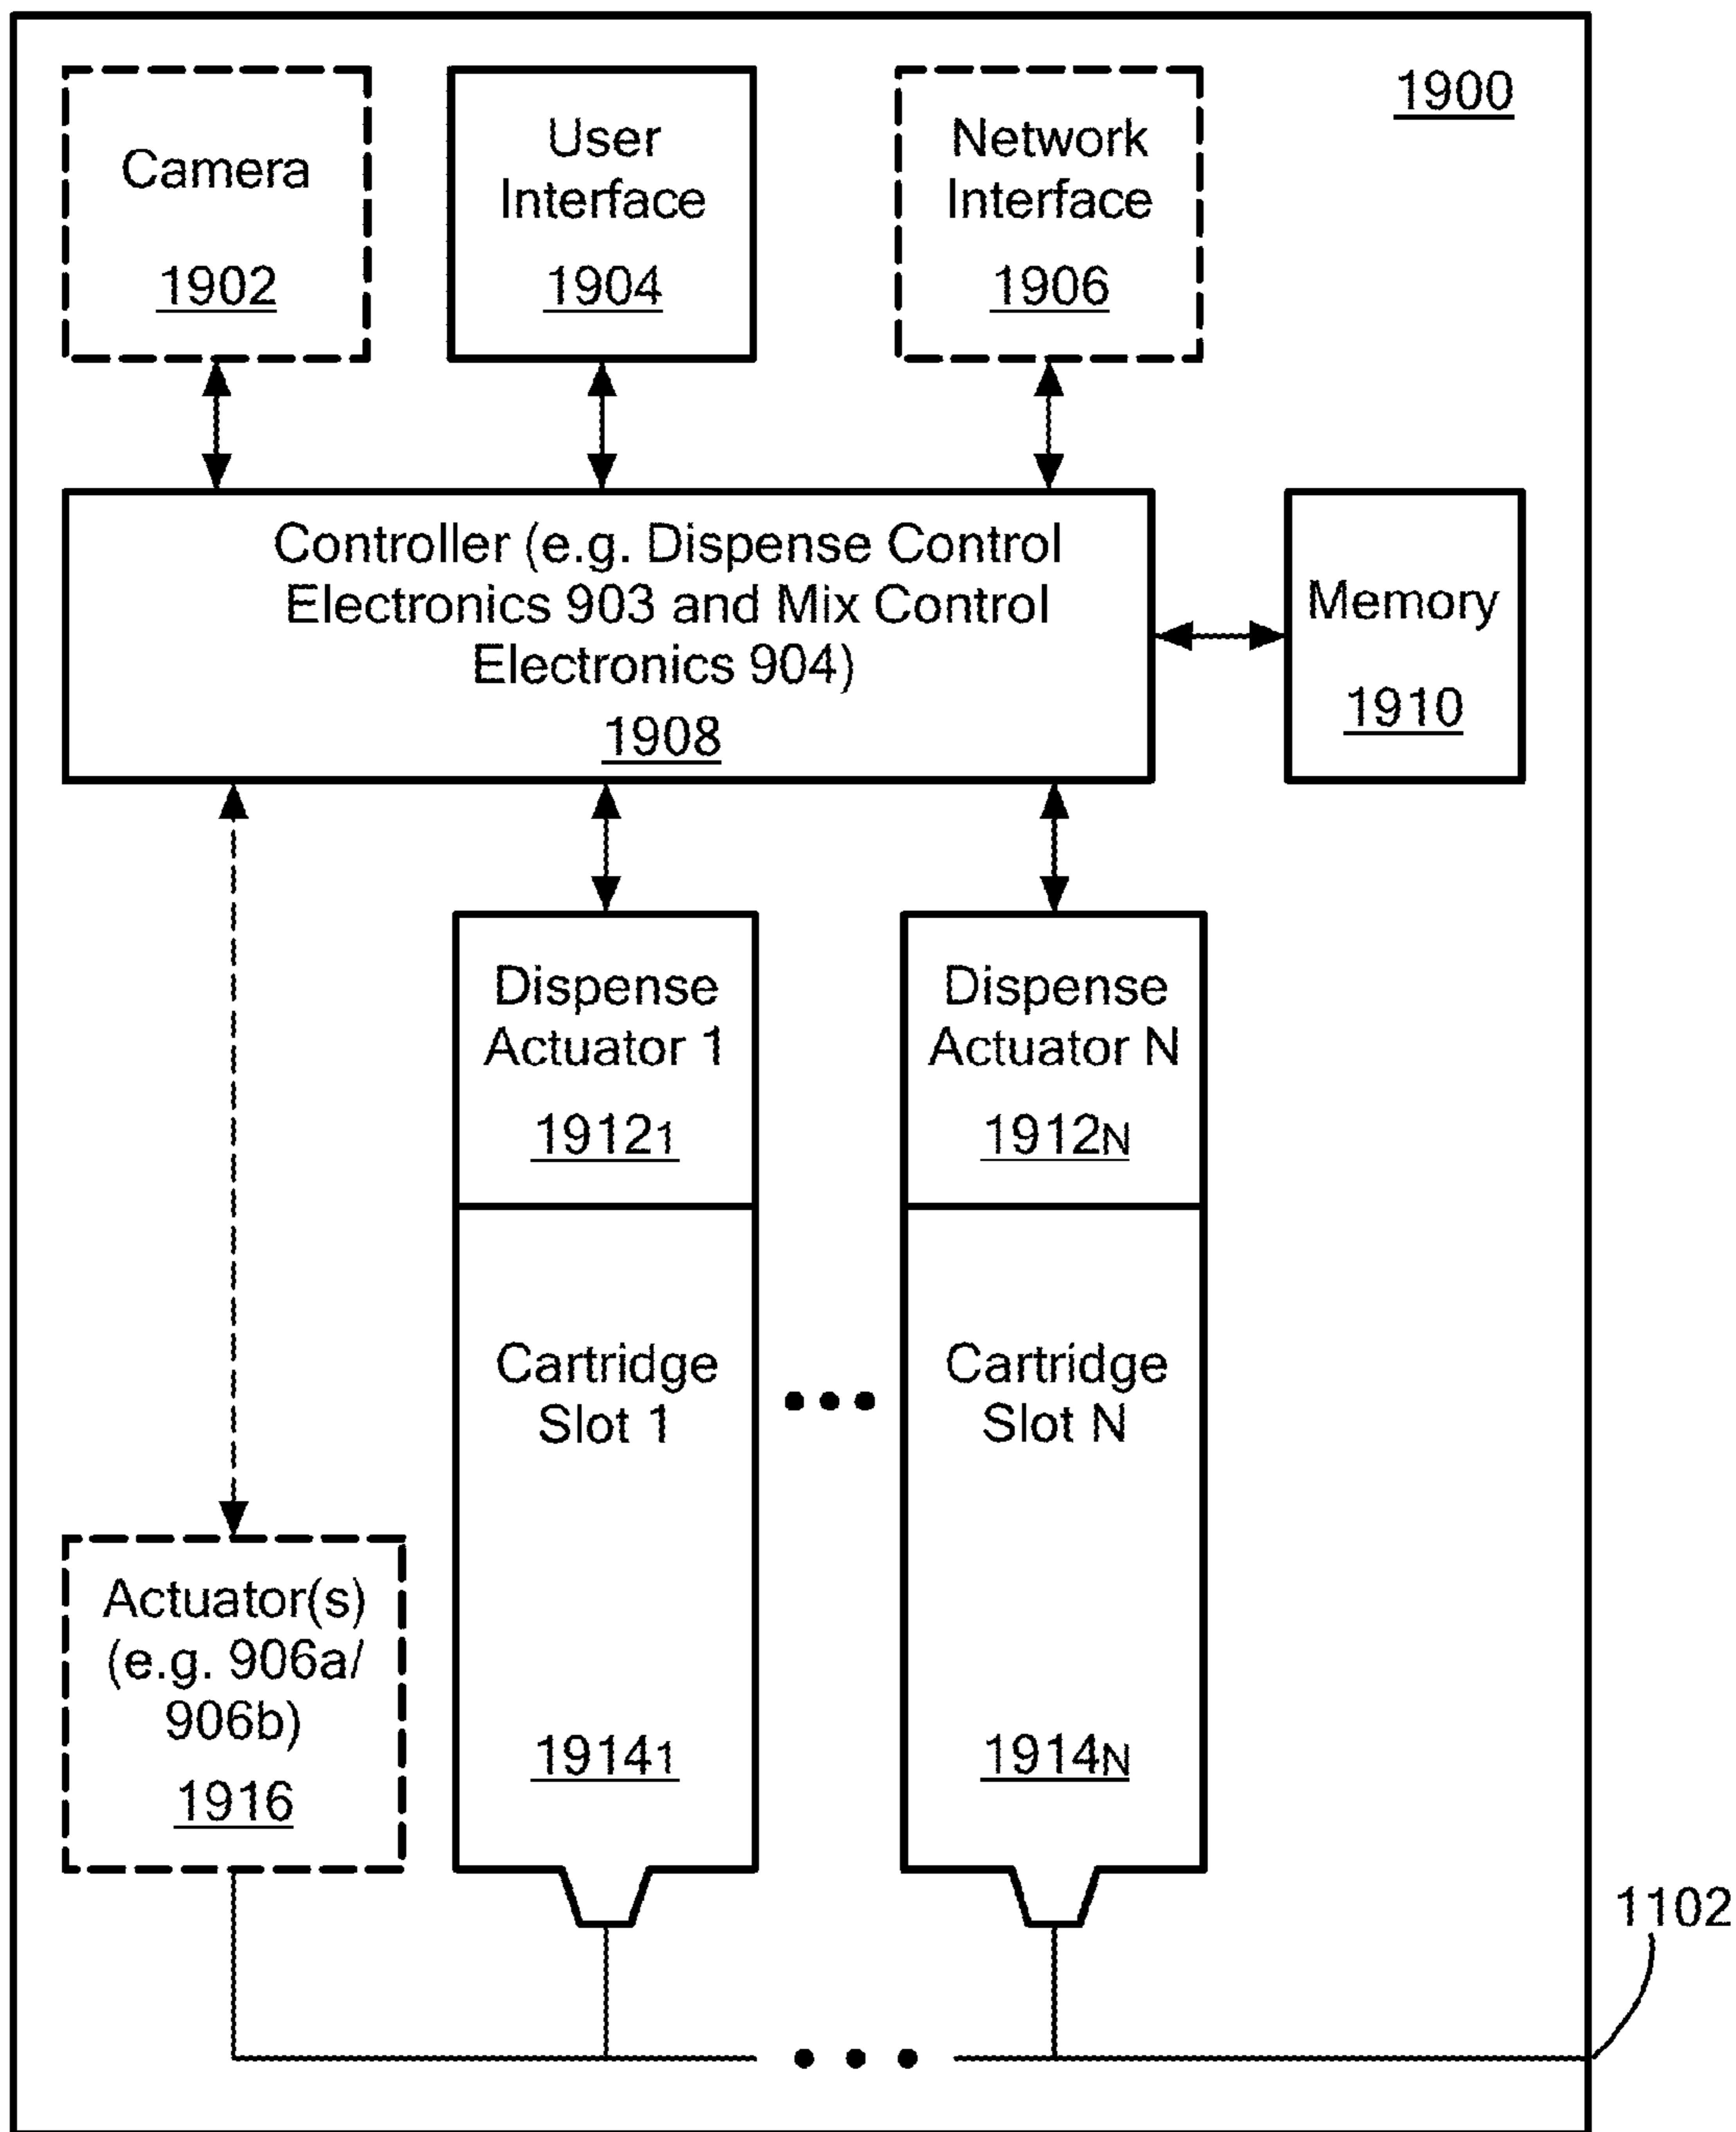 1900
Camera
1902
User
Interface
1904
Network
Interface
1906
Controller (e.g. Dispense Control
Electronics 903 and Mix Control
Electronics 904)
1908
Memory
1910
Dispense
Actuator 1
1912₁
Dispense
Actuator N
1912N
Cartridge
Slot 1
1914₁
Cartridge
Slot N
1914N
Actuator(s)
(e.g. 906a/
906b)
1916
1102